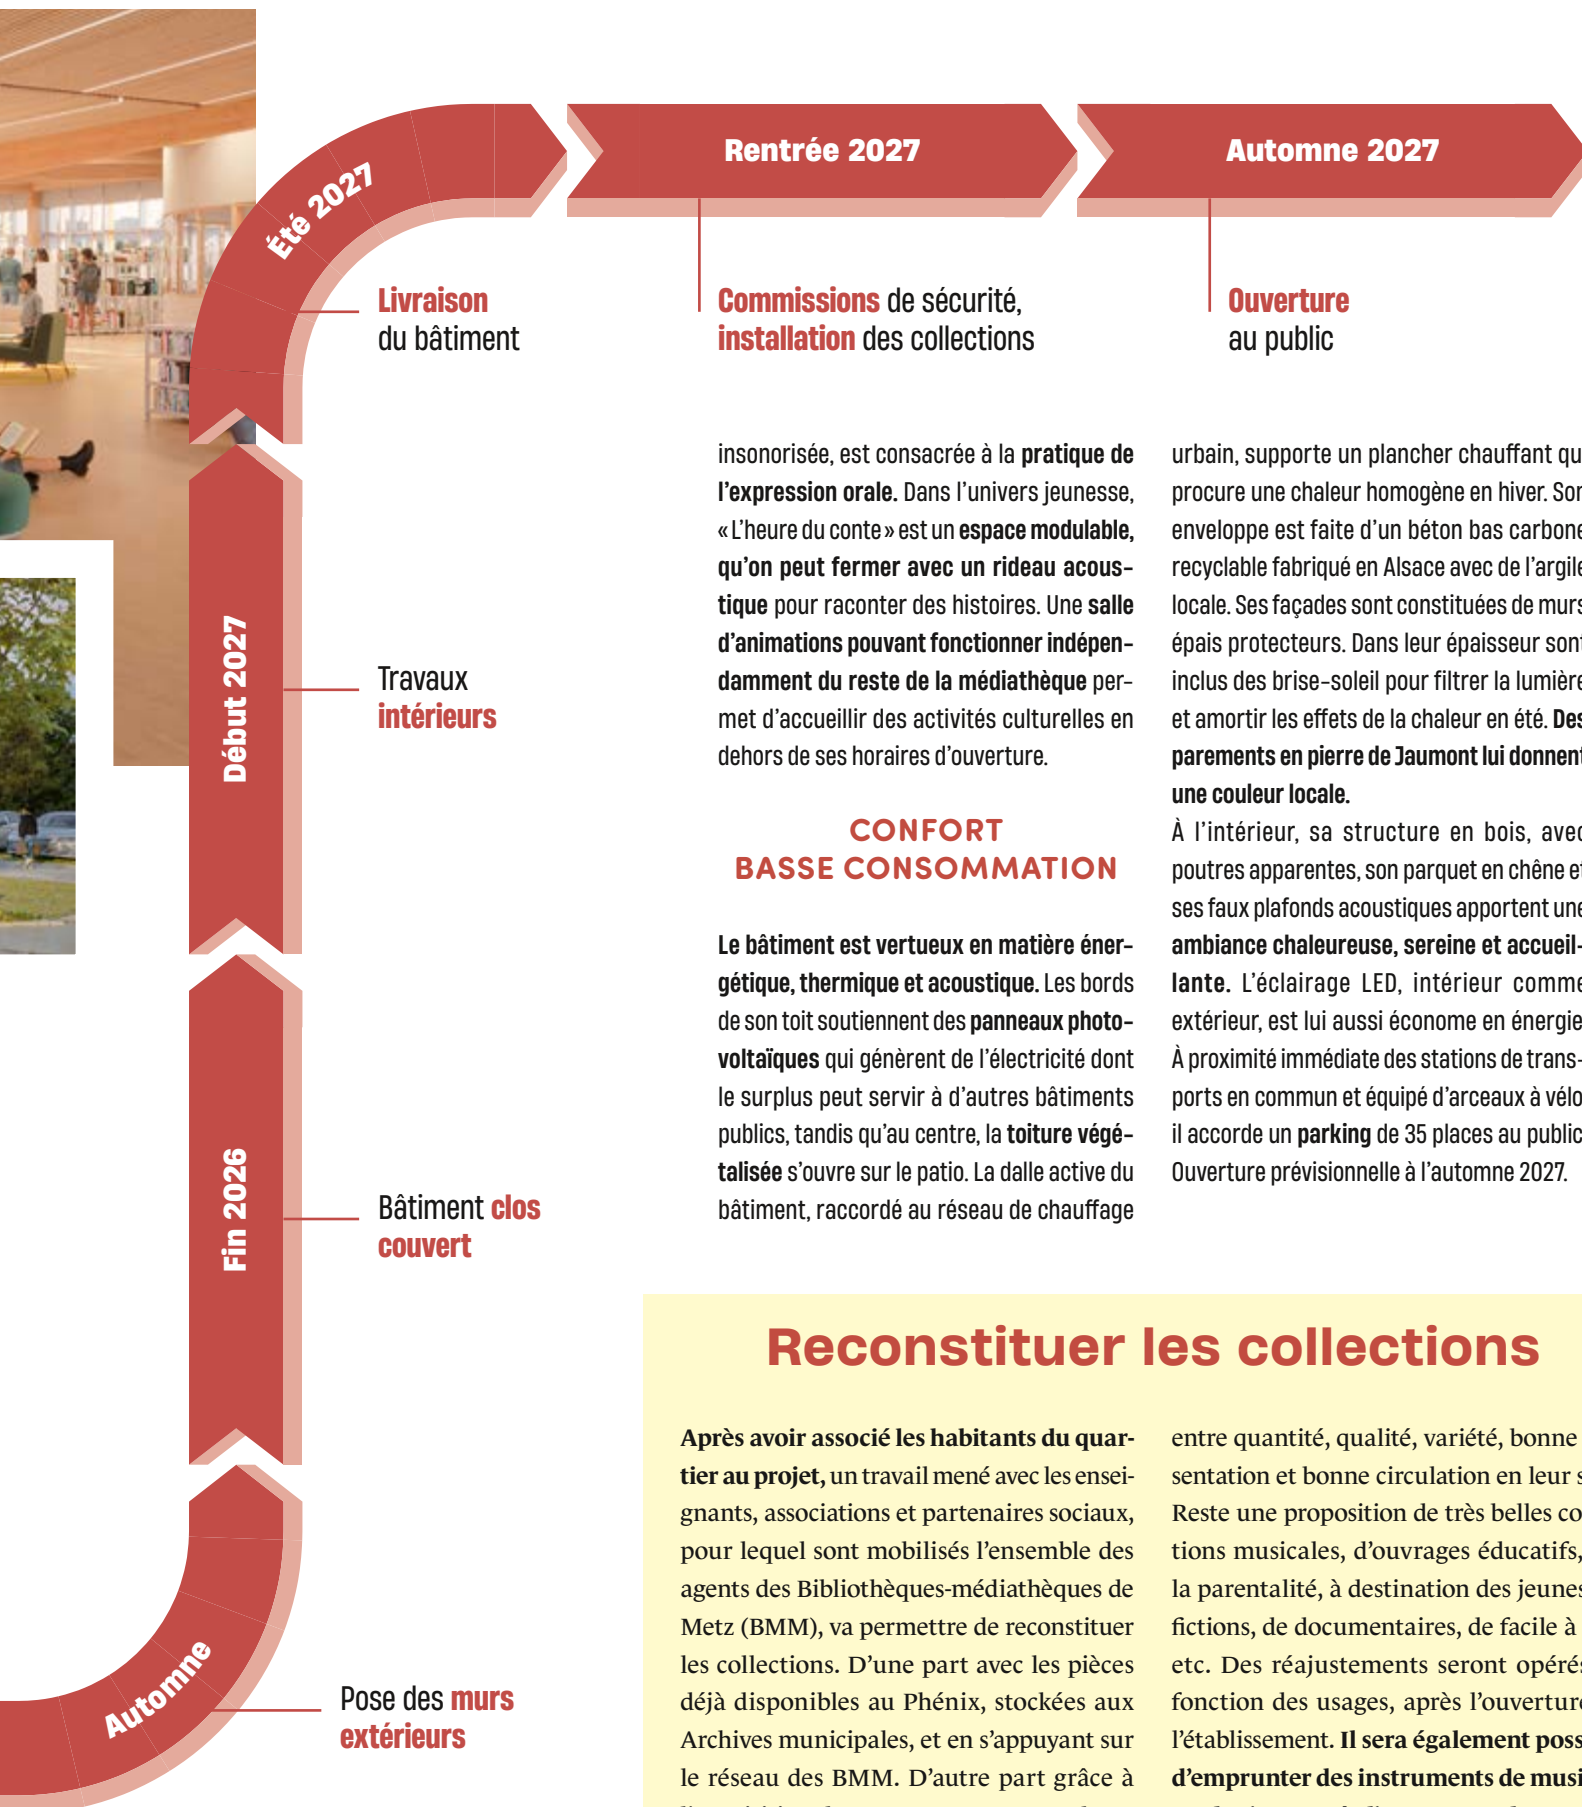 Rentrée 2027
Automne 2027
Été 2027
Livraison
du bâtiment
Commissions de sécurité,
installation des collections
Ouverture
au public
Début 2027
Travaux
intérieurs
Fin 2026
Bâtiment clos
couvert
Automne
Pose des murs
extérieurs
insonorisée, est consacrée à la pratique de
l'expression orale. Dans l'univers jeunesse,
«L'heure du conte» est un espace modulable,
qu'on peut fermer avec un rideau acous-
tique pour raconter des histoires. Une salle
d'animations pouvant fonctionner indépen-
damment du reste de la médiathèque per-
met d'accueillir des activités culturelles en
dehors de ses horaires d'ouverture.
CONFORT
BASSE CONSOMMATION
Le bâtiment est vertueux en matière éner-
gétique, thermique et acoustique. Les bords
de son toit soutiennent des panneaux photo-
voltaïques qui génèrent de l'électricité dont
le surplus peut servir à d'autres bâtiments
publics, tandis qu'au centre, la toiture végé-
talisée s'ouvre sur le patio. La dalle active du
bâtiment, raccordé au réseau de chauffage
urbain, supporte un plancher chauffant qu
procure une chaleur homogène en hiver. Son
enveloppe est faite d'un béton bas carbone
recyclable fabriqué en Alsace avec de l'argile
locale. Ses façades sont constituées de murs
épais protecteurs. Dans leur épaisseur sont
inclus des brise-soleil pour filtrer la lumière
et amortir les effets de la chaleur en été. Des
parements en pierre de Jaumont lui donnent
une couleur locale.
À l'intérieur, sa structure en bois, avec
poutres apparentes, son parquet en chêne et
ses faux plafonds acoustiques apportent une
ambiance chaleureuse, sereine et accueil-
lante. L'éclairage LED, intérieur comme
extérieur, est lui aussi économe en énergie
À proximité immédiate des stations de trans-
ports en commun et équipé d'arceaux à vélo
il accorde un parking de 35 places au public
Ouverture prévisionnelle à l'automne 2027.
Reconstituer les collections
Après avoir associé les habitants du quar-
tier au projet, un travail mené avec les ensei-
gnants, associations et partenaires sociaux,
pour lequel sont mobilisés l'ensemble des
agents des Bibliothèques-médiathèques de
Metz (BMM), va permettre de reconstituer
les collections. D'une part avec les pièces
déjà disponibles au Phénix, stockées aux
Archives municipales, et en s'appuyant sur
le réseau des BMM. D'autre part grâce à
entre quantité, qualité, variété, bonne
sentation et bonne circulation en leur s
Reste une proposition de très belles co
tions musicales, d'ouvrages éducatifs,
la parentalité, à destination des jeunes
fictions, de documentaires, de facile à
etc. Des réajustements seront opérés
fonction des usages, après l'ouverture
l'établissement. Il sera également poss
d'emprunter des instruments de musi